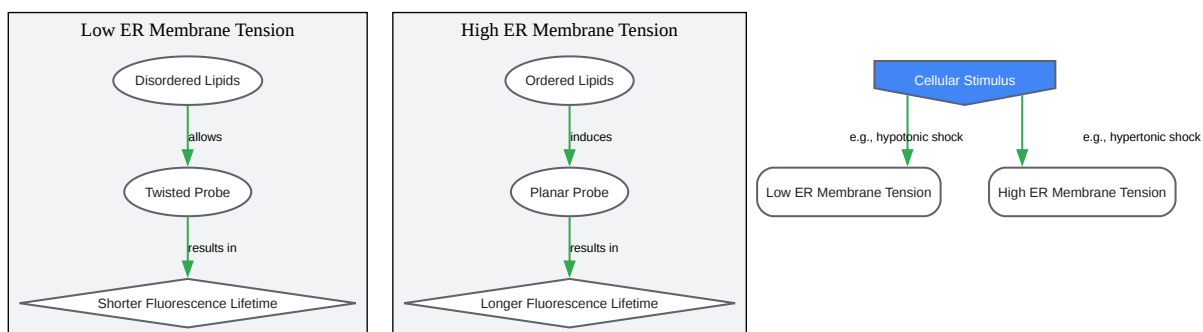 Low ER Membrane Tension
Disordered Lipids
allows
Twisted Probe
results in
Shorter Fluorescence Lifetime
High ER Membrane Tension
Ordered Lipids
induces
Planar Probe
results in
Longer Fluorescence Lifetime
Cellular Stimulus
e.g., hypotonic shock
e.g., hypertonic shock
Low ER Membrane Tension
High ER Membrane Tension